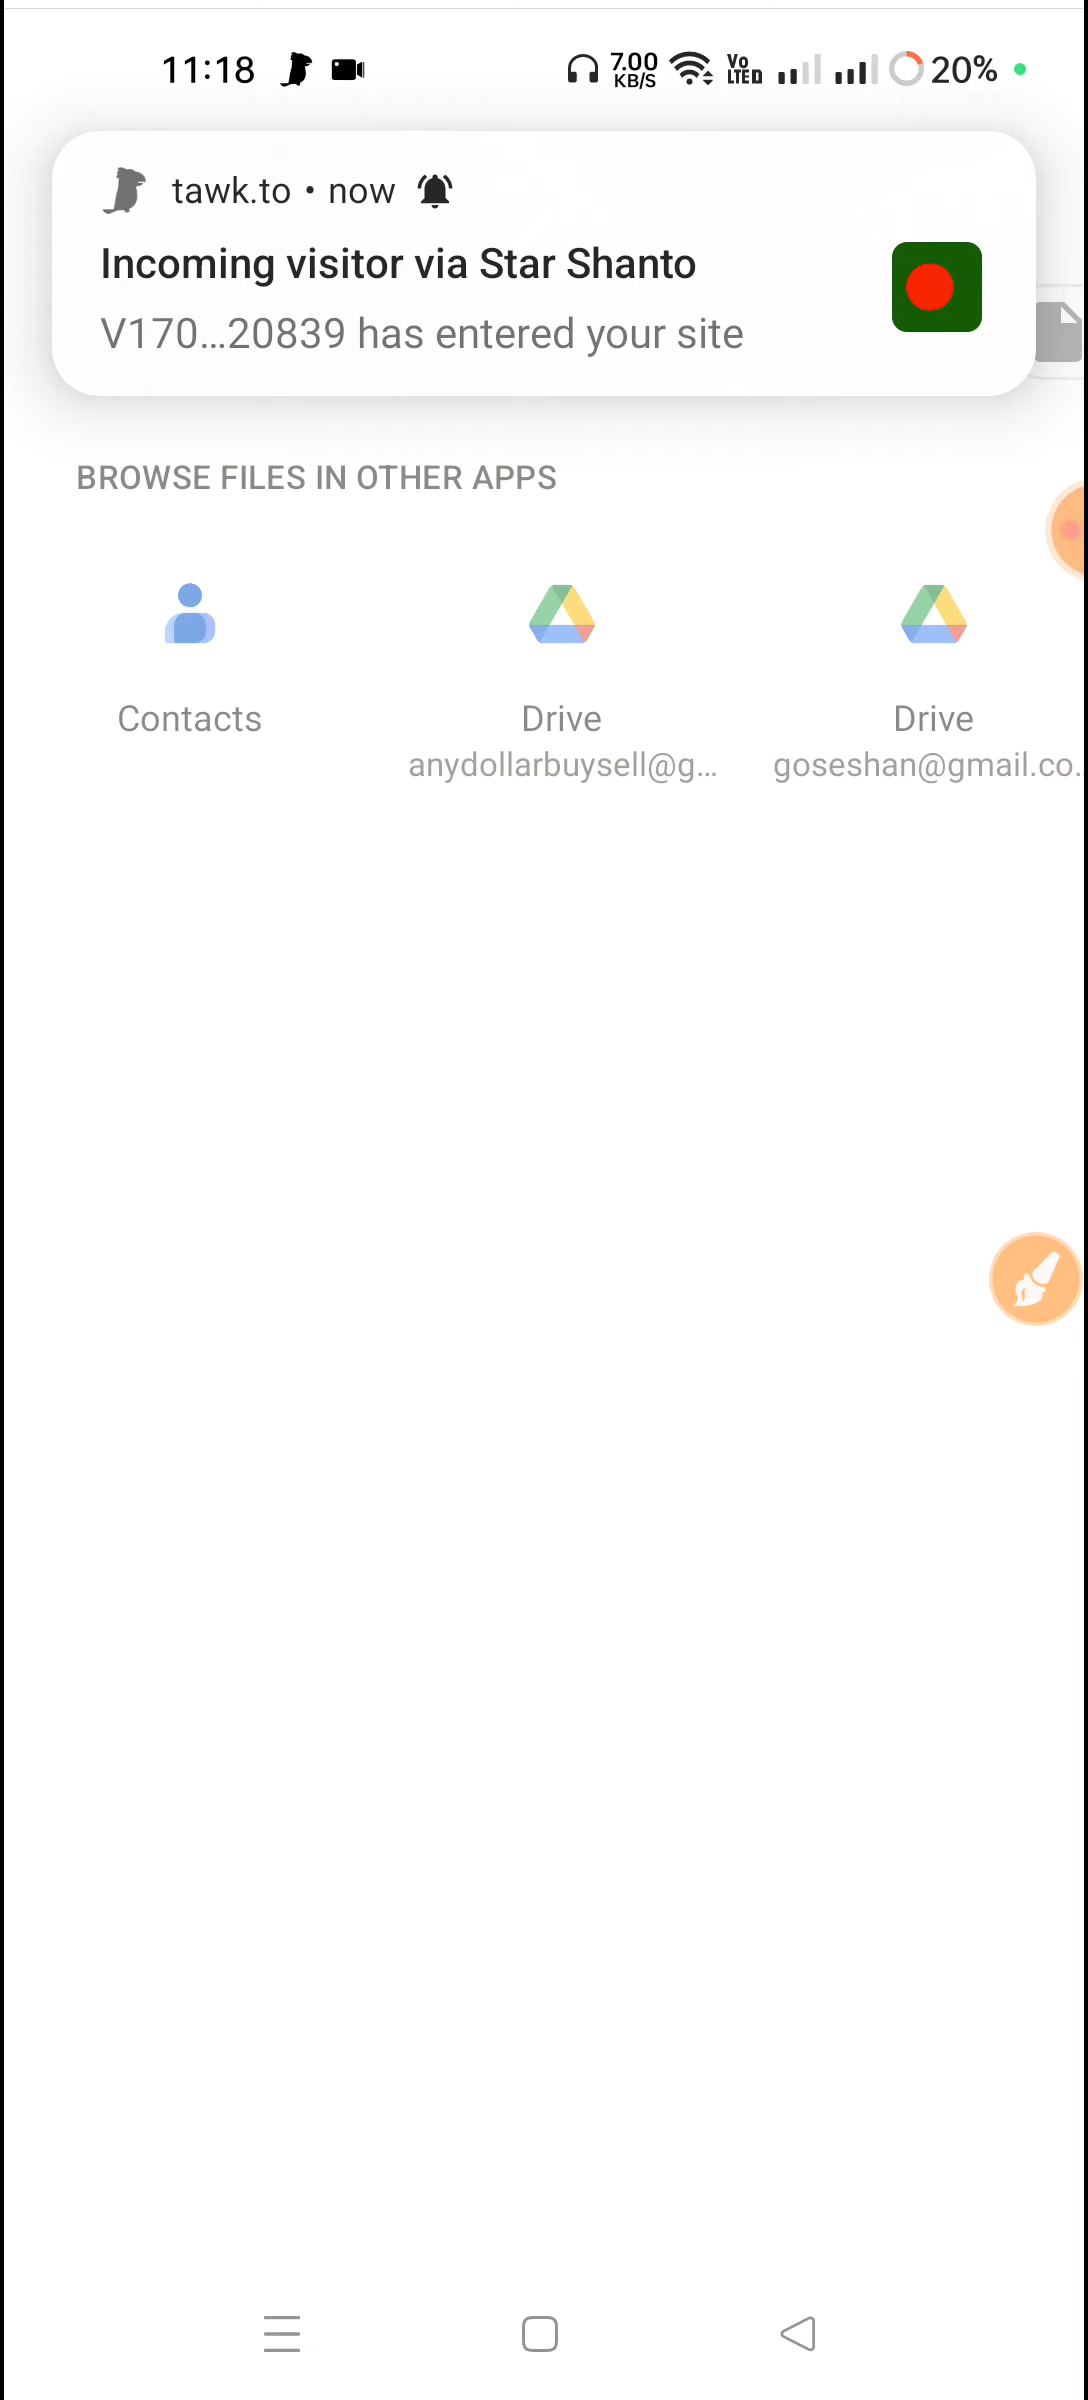 11:18
7.00
KB/S
Vo
LTED
20%
tawk.to • now
Incoming visitor via Star Shanto
V170...20839 has entered your site
BROWSE FILES IN OTHER APPS
Contacts
Drive
anydollarbuysell@g...
Drive
goseshan@gmail.co.